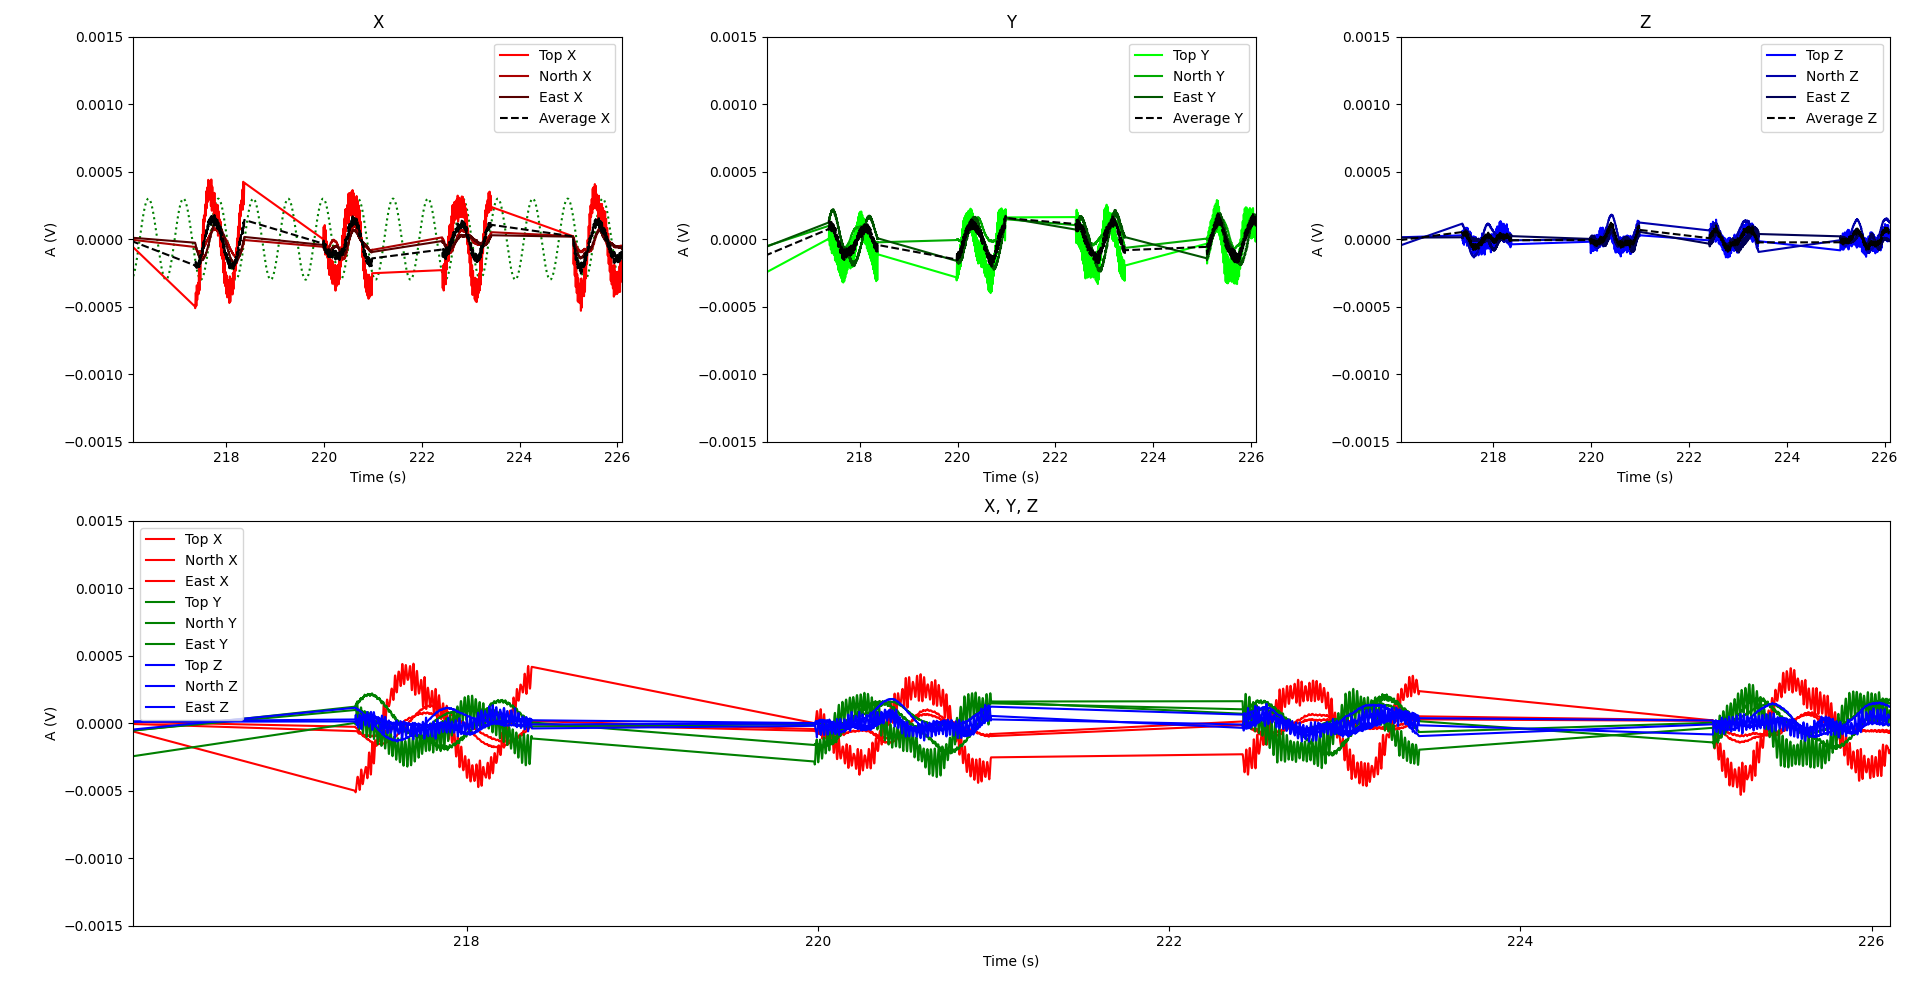 X
0.0015
0.0010
0.0005
0.0000
−0.0005
−0.0010
−0.0015
A (V)
218 220 222 224 226
Time (s)
Top X
North X
East X
Average X
Y
0.0015
0.0010
0.0005
0.0000
−0.0005
−0.0010
−0.0015
A (V)
218 220 222 224 226
Time (s)
Top Y
North Y
East Y
Average Y
Z
0.0015
0.0010
0.0005
0.0000
−0.0005
−0.0010
−0.0015
A (V)
218 220 222 224 226
Time (s)
Top Z
North Z
East Z
Average Z
X, Y, Z
0.0015
0.0010
0.0005
0.0000
−0.0005
−0.0010
−0.0015
A (V)
218 220 222 224 226
Time (s)
Top X
North X
East X
Top Y
North Y
East Y
Top Z
North Z
East Z